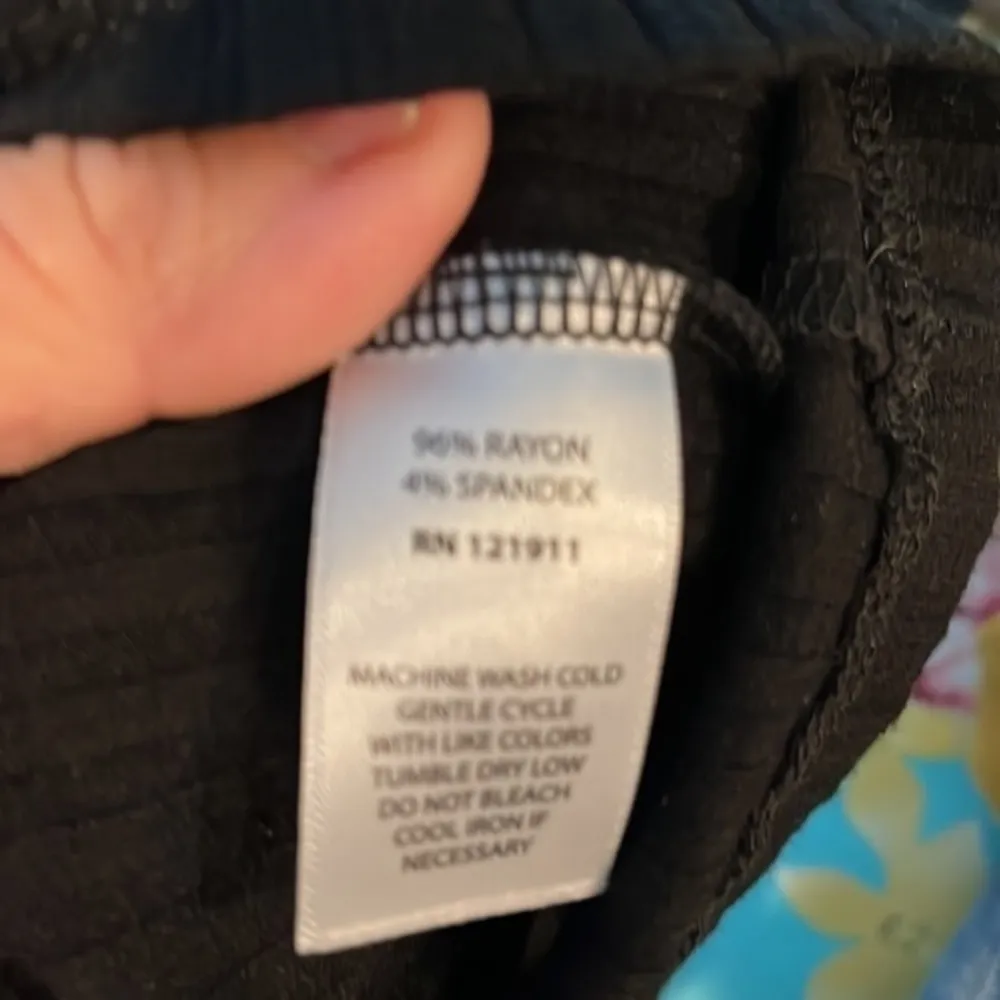 96% RAYON
4% SPANDEX
RN 121911
MACHINE WASH COLD
GENTLE CYCLE
WITH LIKE COLORS
TUMBLE DRY LOW
DO NOT BLEACH
COOL IRON IF
NECESSARY